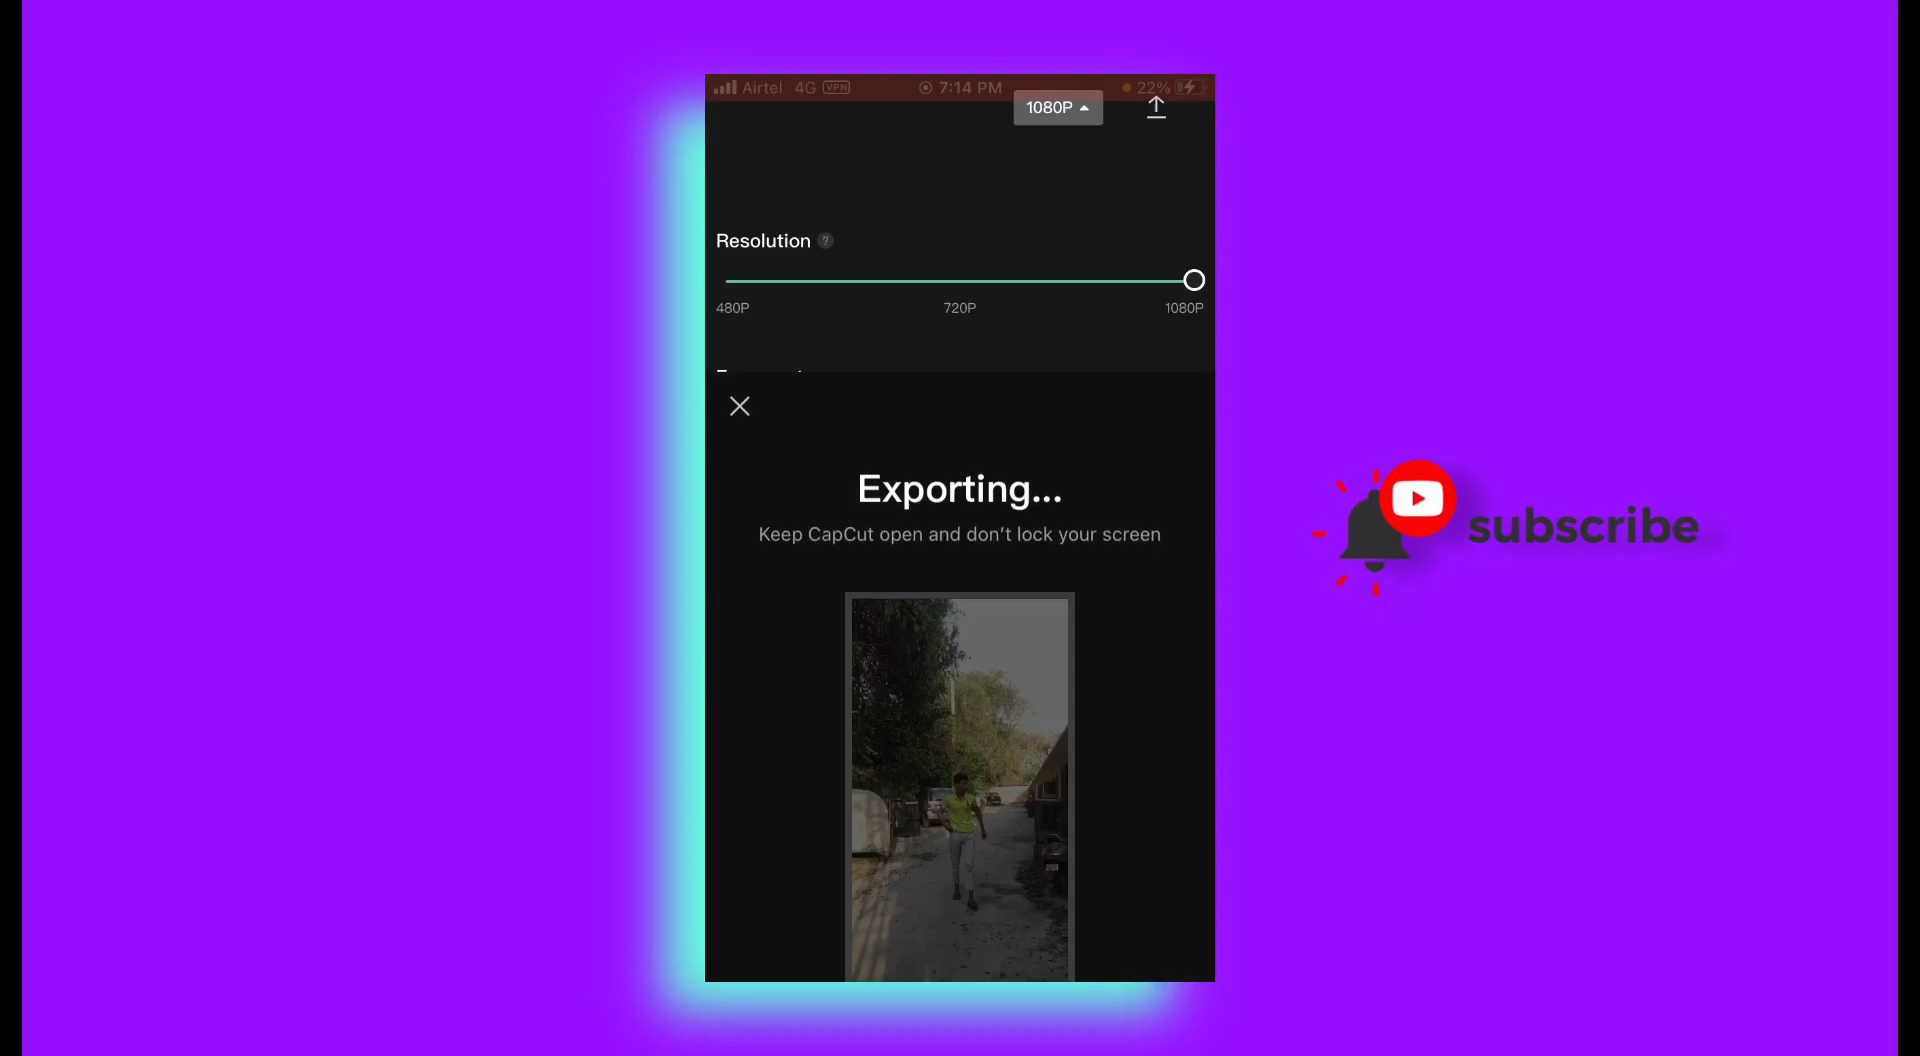 Airtel 4G VPN 7:14 PM 22%
1080P
Resolution ?
480P 720P 1080P
Exporting...
Keep CapCut open and don't lock your screen
subscribe